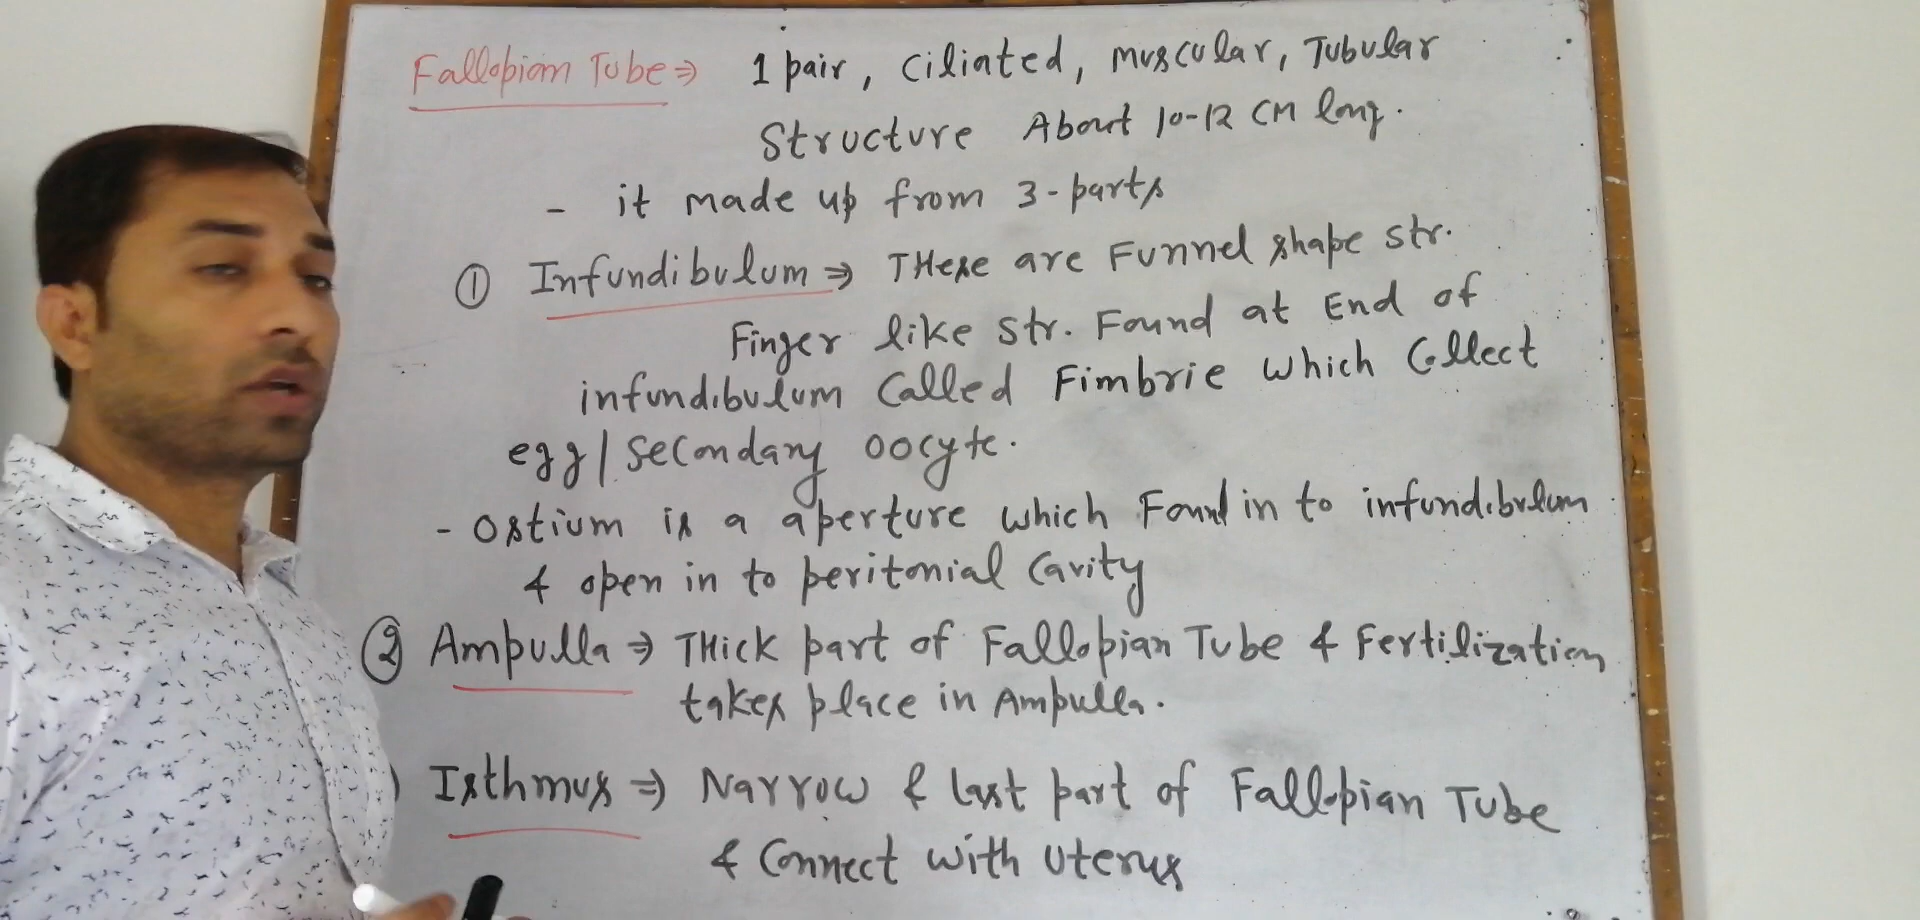 Fallopian Tube ⇒ 1 pair, ciliated, muscular, Tubular
Structure About 10-12 CM long.
- it made up from 3-parts
① Infundibulum ⇒ THese are Funnel shape str.
Finger like str. Found at End of
infundibulum Called Fimbrie which Collect
egg/secondary oocyte.
- Ostium is a aperture which Found in to infundibulum
& open in to peritonial Cavity
② Ampulla ⇒ THick part of Fallopian Tube & Fertilization
takes place in Ampulla.
) Isthmus ⇒ Narrow & last part of Fallopian Tube
& Connect with Uterus